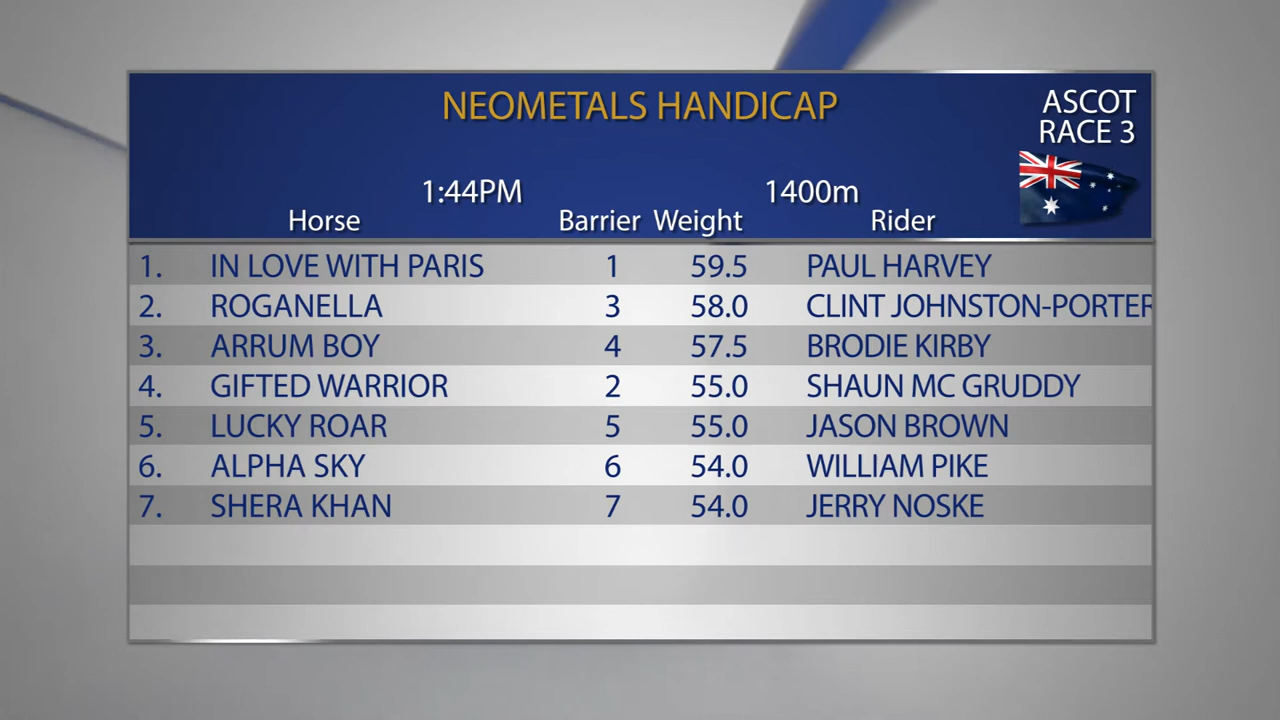 NEOMETALS HANDICAP
ASCOT
RACE 3
1:44PM 1400m
Horse Barrier Weight Rider
1. IN LOVE WITH PARIS 1 59.5 PAUL HARVEY
2. ROGANELLA 3 58.0 CLINT JOHNSTON-PORTER
3. ARRUM BOY 4 57.5 BRODIE KIRBY
4. GIFTED WARRIOR 2 55.0 SHAUN MC GRUDDY
5. LUCKY ROAR 5 55.0 JASON BROWN
6. ALPHA SKY 6 54.0 WILLIAM PIKE
7. SHERA KHAN 7 54.0 JERRY NOSKE